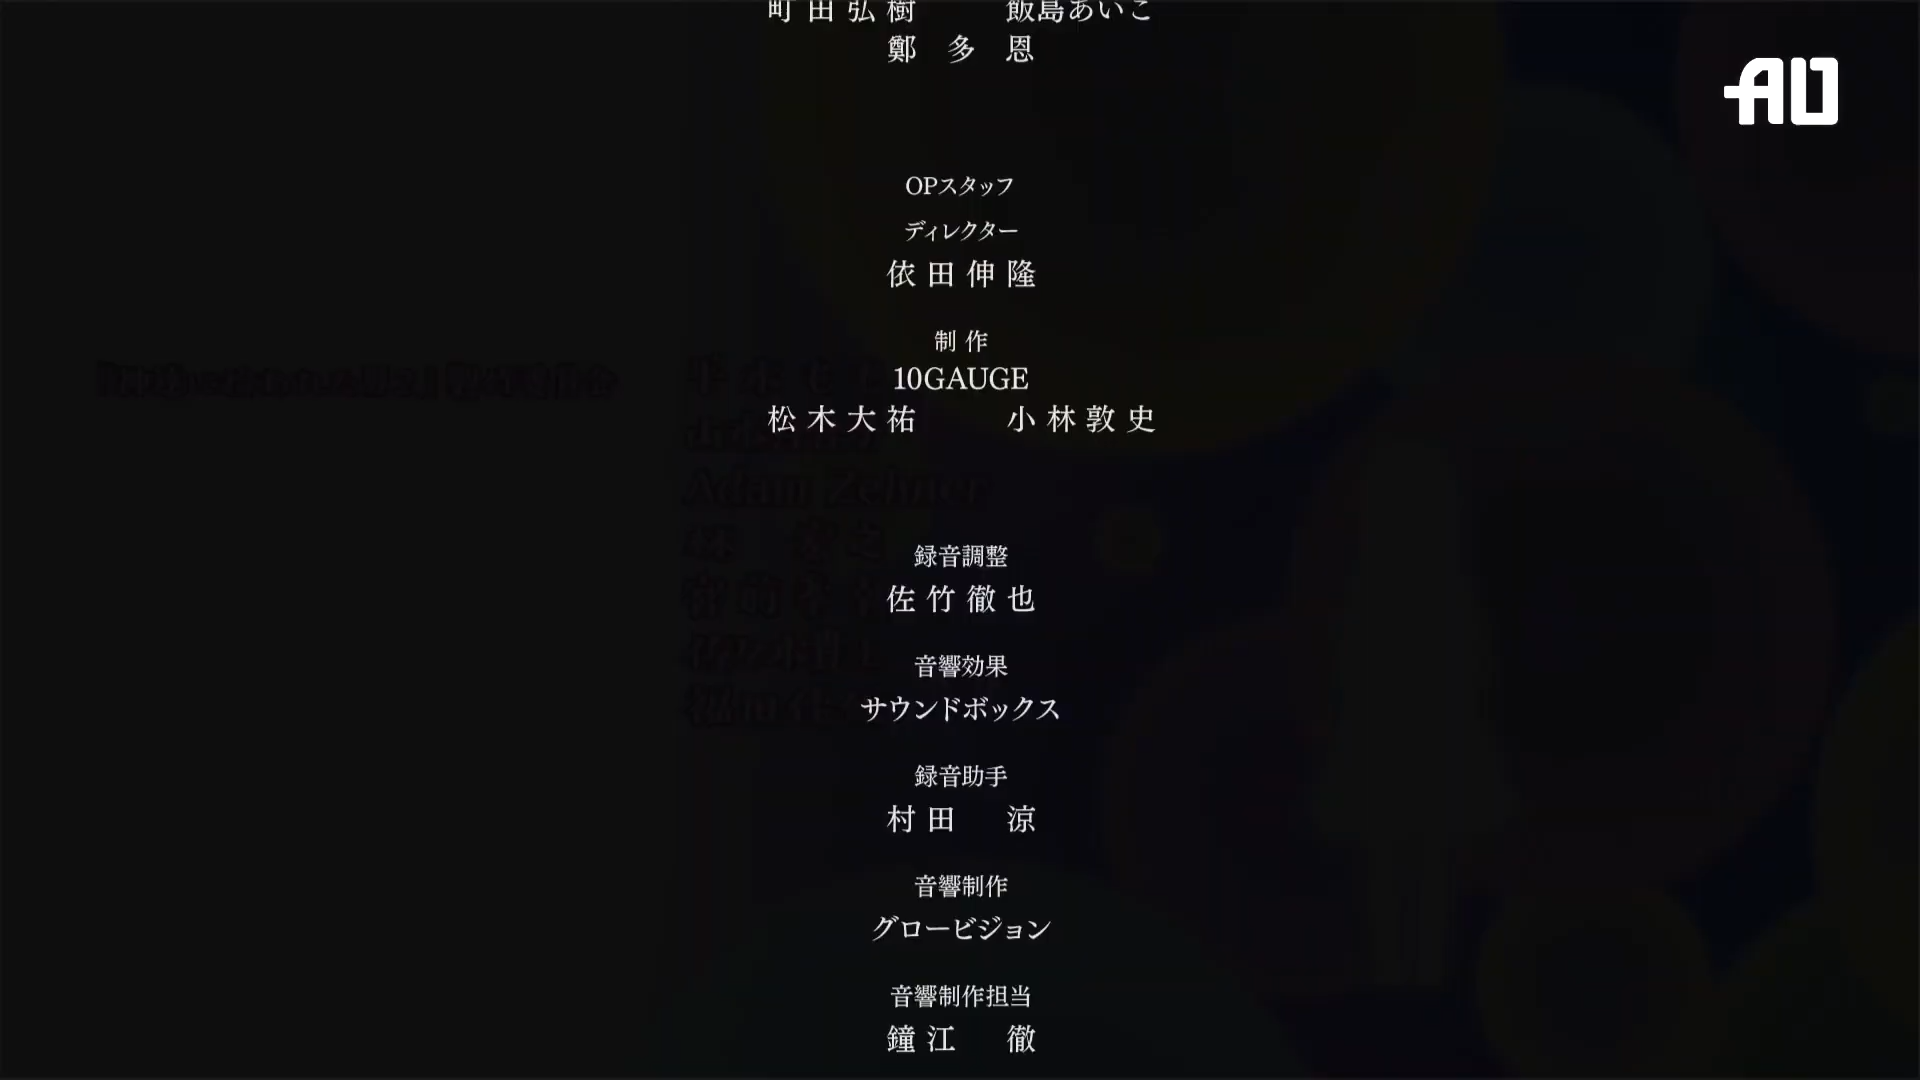 町田弘樹　飯島あいこ
鄭多恩
AU
OPスタッフ
ディレクター
依田伸隆
制作
10GAUGE
松木大祐　小林敦史
Adam Zehner
録音調整
佐竹徹也
音響効果
サウンドボックス
録音助手
村田　涼
音響制作
グロービジョン
音響制作担当
鐘江　徹